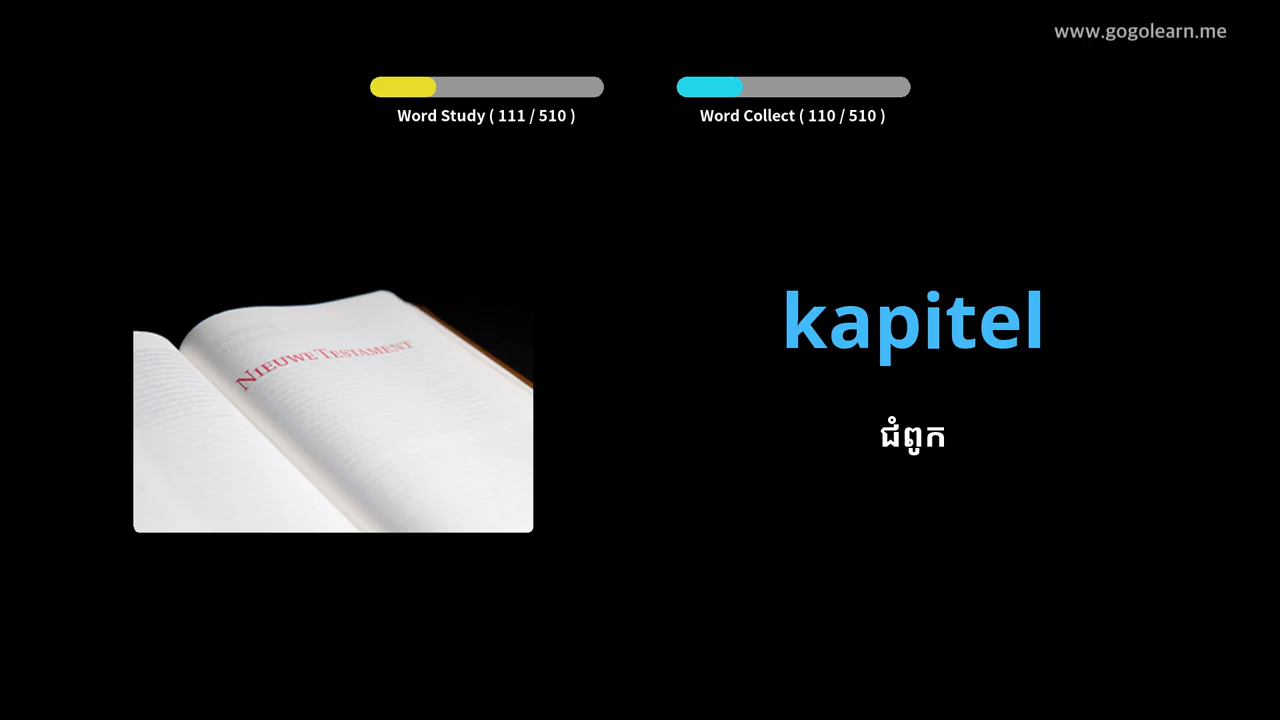 www.gogolearn.me
Word Study ( 111 / 510 )
Word Collect ( 110 / 510 )
NIEUWE TESTAMENT
kapitel
ជំពូក